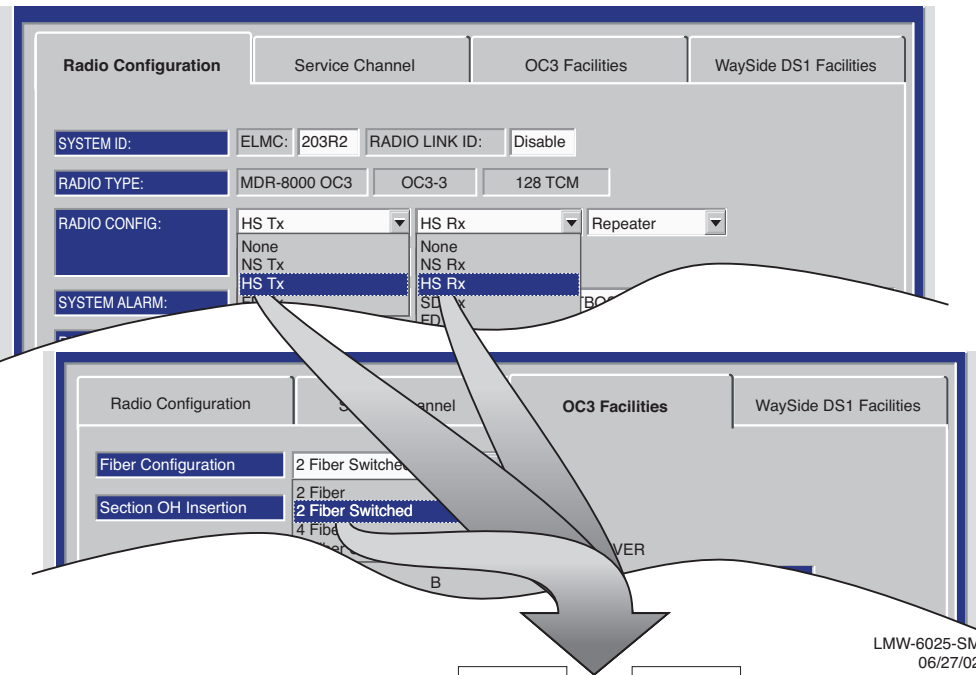 Radio Configuration Service Channel OC3 Facilities WaySide DS1 Facilities
SYSTEM ID: ELMC: 203R2 RADIO LINK ID: Disable
RADIO TYPE: MDR-8000 OC3 OC3-3 128 TCM
RADIO CONFIG: HS Tx HS Rx Repeater
None None
NS Tx NS Rx
HS Tx HS Rx
SYSTEM ALARM:
Radio Configuration OC3 Facilities WaySide DS1 Facilities
Fiber Configuration 2 Fiber Switched
2 Fiber
Section OH Insertion 2 Fiber Switched
B
LMW-6025-SM
06/27/02